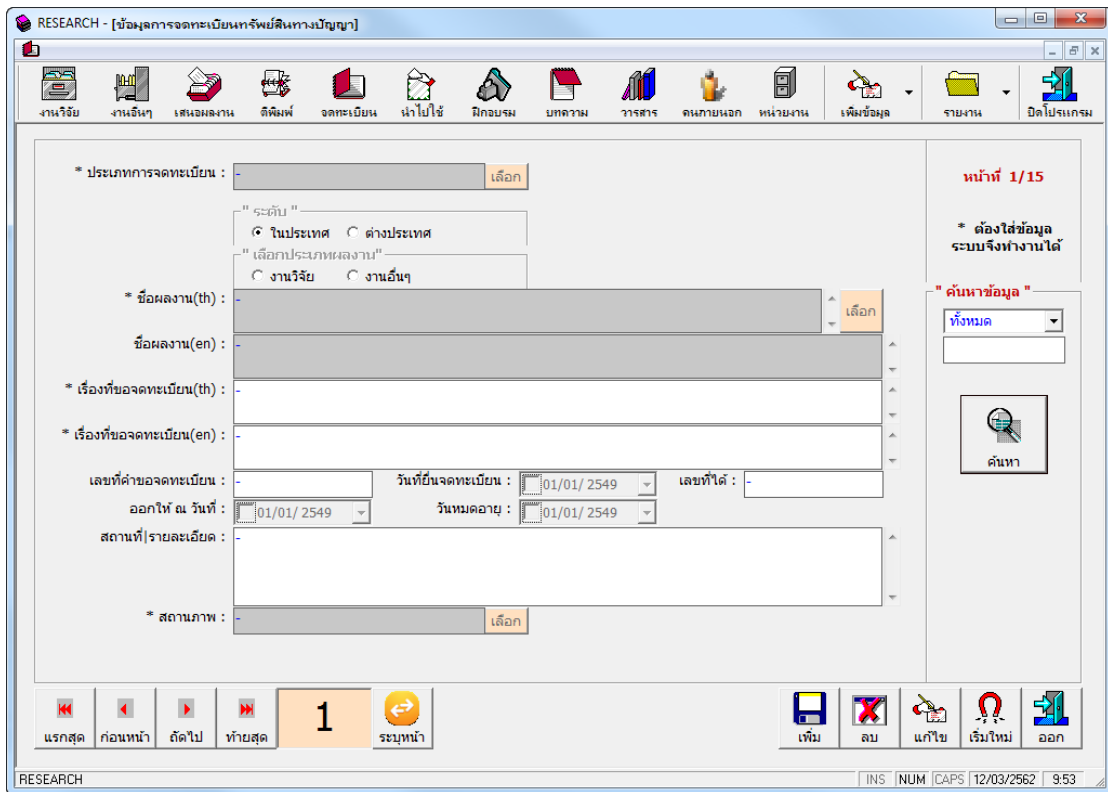 RESEARCH - [ข้อมูลการจดทะเบียนทรัพย์สินทางปัญญา]
งานวิจัย งานอื่นๆ เสนอผลงาน ตีพิมพ์ จดทะเบียน นำไปใช้ ฝึกอบรม บทความ วารสาร คนภายนอก หน่วยงาน เพิ่มข้อมูล รายงาน ปิดโปรแกรม
* ประเภทการจดทะเบียน : - เลือก
หน้าที่ 1/15
" ระดับ "
ในประเทศ ต่างประเทศ
* ต้องใส่ข้อมูล
ระบบจึงทำงานได้
" เลือกประเภทผลงาน"
งานวิจัย งานอื่นๆ
* ชื่อผลงาน(th) : - เลือก
" ค้นหาข้อมูล "
ทั้งหมด
ชื่อผลงาน(en) : -
* เรื่องที่ขอจดทะเบียน(th) : -
* เรื่องที่ขอจดทะเบียน(en) : -
ค้นหา
เลขที่คำขอจดทะเบียน : - วันที่ยื่นจดทะเบียน : 01/01/ 2549 เลขที่ได้ : -
ออกให้ ณ วันที่ : 01/01/ 2549 วันหมดอายุ : 01/01/ 2549
สถานที่|รายละเอียด : -
* สถานภาพ : - เลือก
แรกสุด ก่อนหน้า ถัดไป ท้ายสุด 1 ระบุหน้า เพิ่ม ลบ แก้ไข เริ่มใหม่ ออก
RESEARCH INS NUM CAPS 12/03/2562 9:53